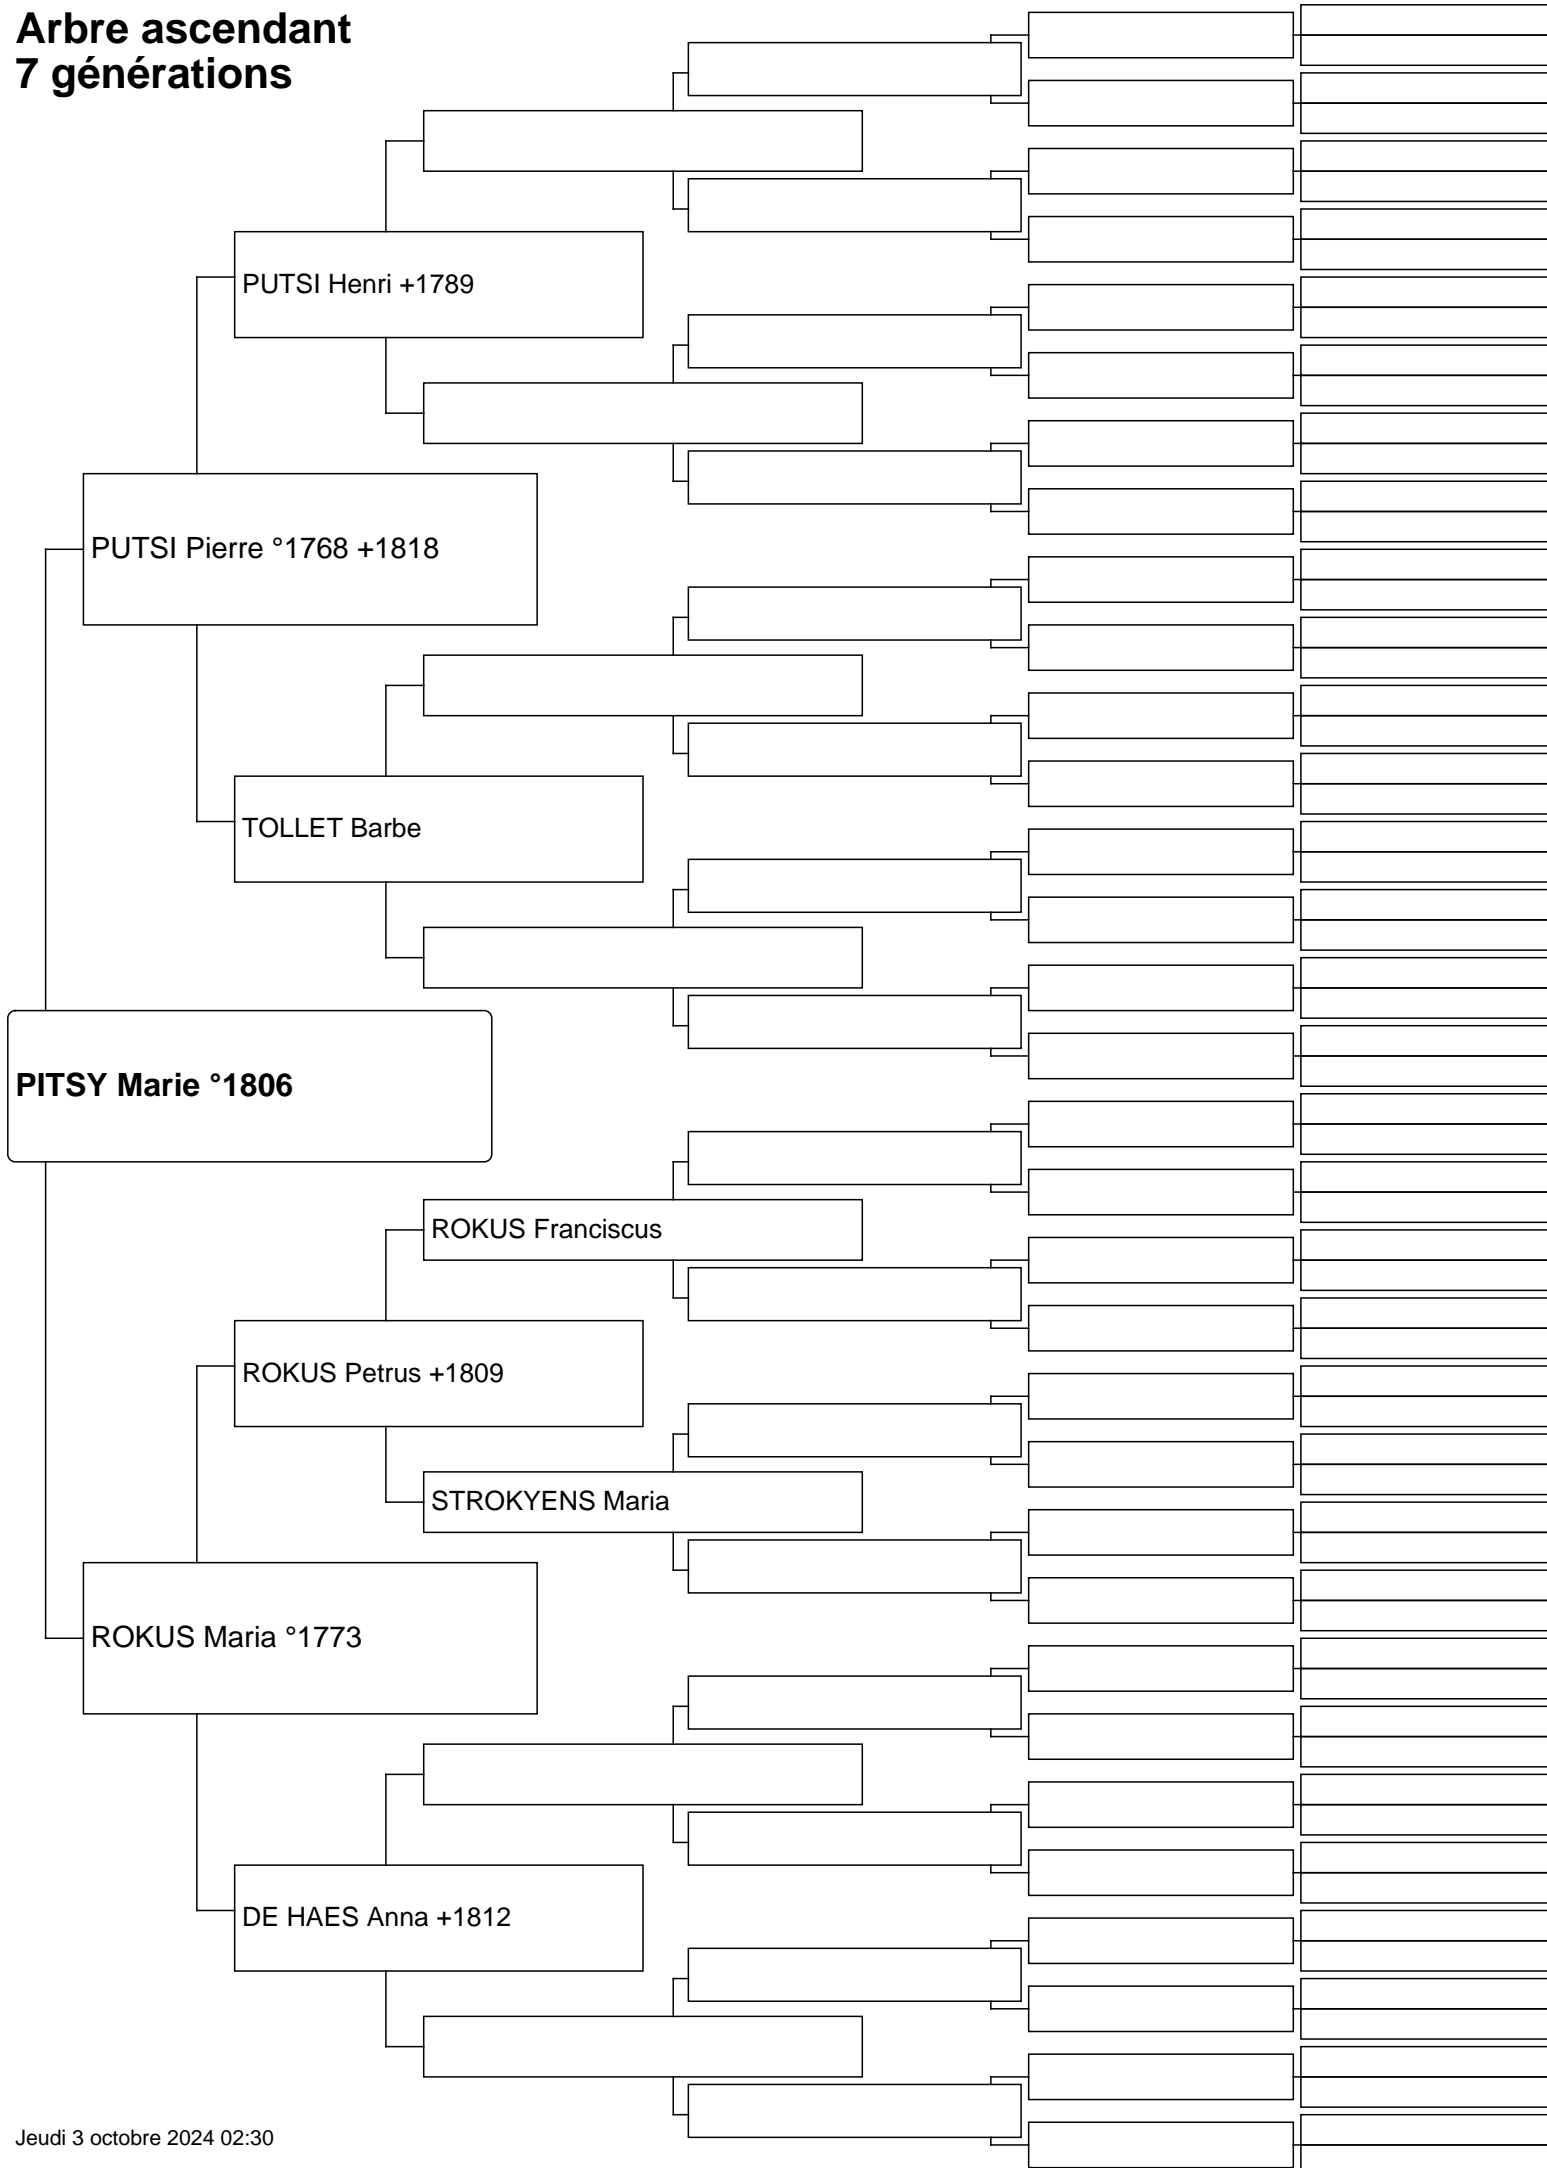 Arbre ascendant
7 générations
PUTSI Henri +1789
PUTSI Pierre °1768 +1818
TOLLET Barbe
PITSY Marie °1806
ROKUS Franciscus
ROKUS Petrus +1809
STROKYENS Maria
ROKUS Maria °1773
DE HAES Anna +1812
Jeudi 3 octobre 2024 02:30